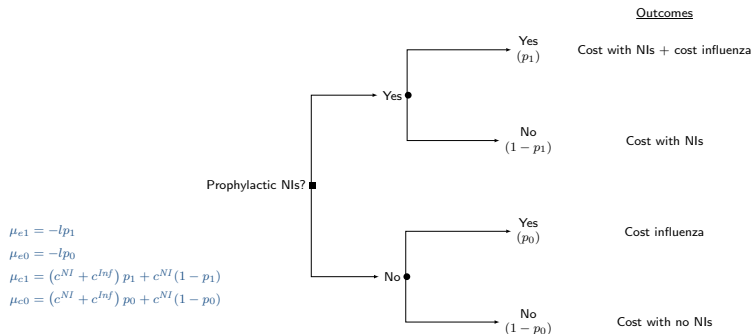 Outcomes
Yes
(p₁)
Cost with NIs + cost influenza
Yes
No
(1 − p₁)
Cost with NIs
Prophylactic NIs?
μₑ₁ = −lp₁
μₑ₀ = −lp₀
μ_c1 = (c^NI + c^Inf) p₁ + c^NI(1 − p₁)
μ_c0 = (c^NI + c^Inf) p₀ + c^NI(1 − p₀)
Yes
(p₀)
Cost influenza
No
No
(1 − p₀)
Cost with no NIs